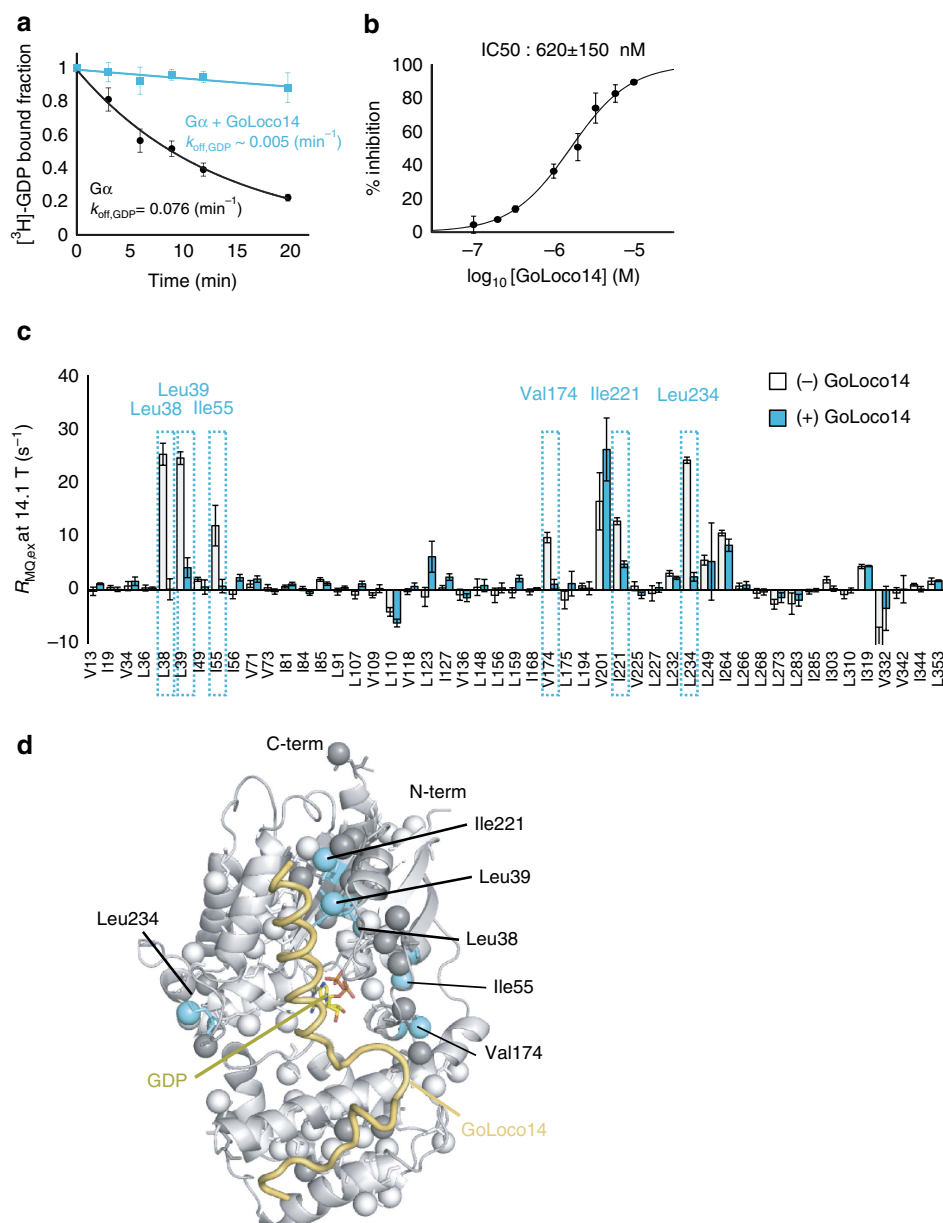 a
[³H]-GDP bound fraction
1
0.8
0.6
0.4
0.2
0
Gα + GoLoco14
k off,GDP ~ 0.005 (min⁻¹)
Gα
k off,GDP= 0.076 (min⁻¹)
0 5 10 15 20
Time (min)
b
IC50 : 620±150 nM
% inhibition
100
80
60
40
20
0
−7 −6 −5
log₁₀ [GoLoco14] (M)
c
R MQ,ex at 14.1 T (s⁻¹)
40
30
20
10
0
−10
Leu38
Leu39
Ile55
Val174
Ile221
Leu234
(−) GoLoco14
(+) GoLoco14
V13 I19 V34 L36 L38 L39 I49 I55 I56 V71 V73 I81 I84 I85 L91 L107 V109 L110 V118 L123 I127 V136 L148 L156 L159 I168 V174 L175 L194 V201 I221 V225 L227 L232 L234 L249 I264 L266 L268 L273 L283 I285 I303 L310 I319 V332 V342 I344 L353
d
C-term
N-term
Ile221
Leu39
Leu234
Leu38
Ile55
Val174
GDP
GoLoco14